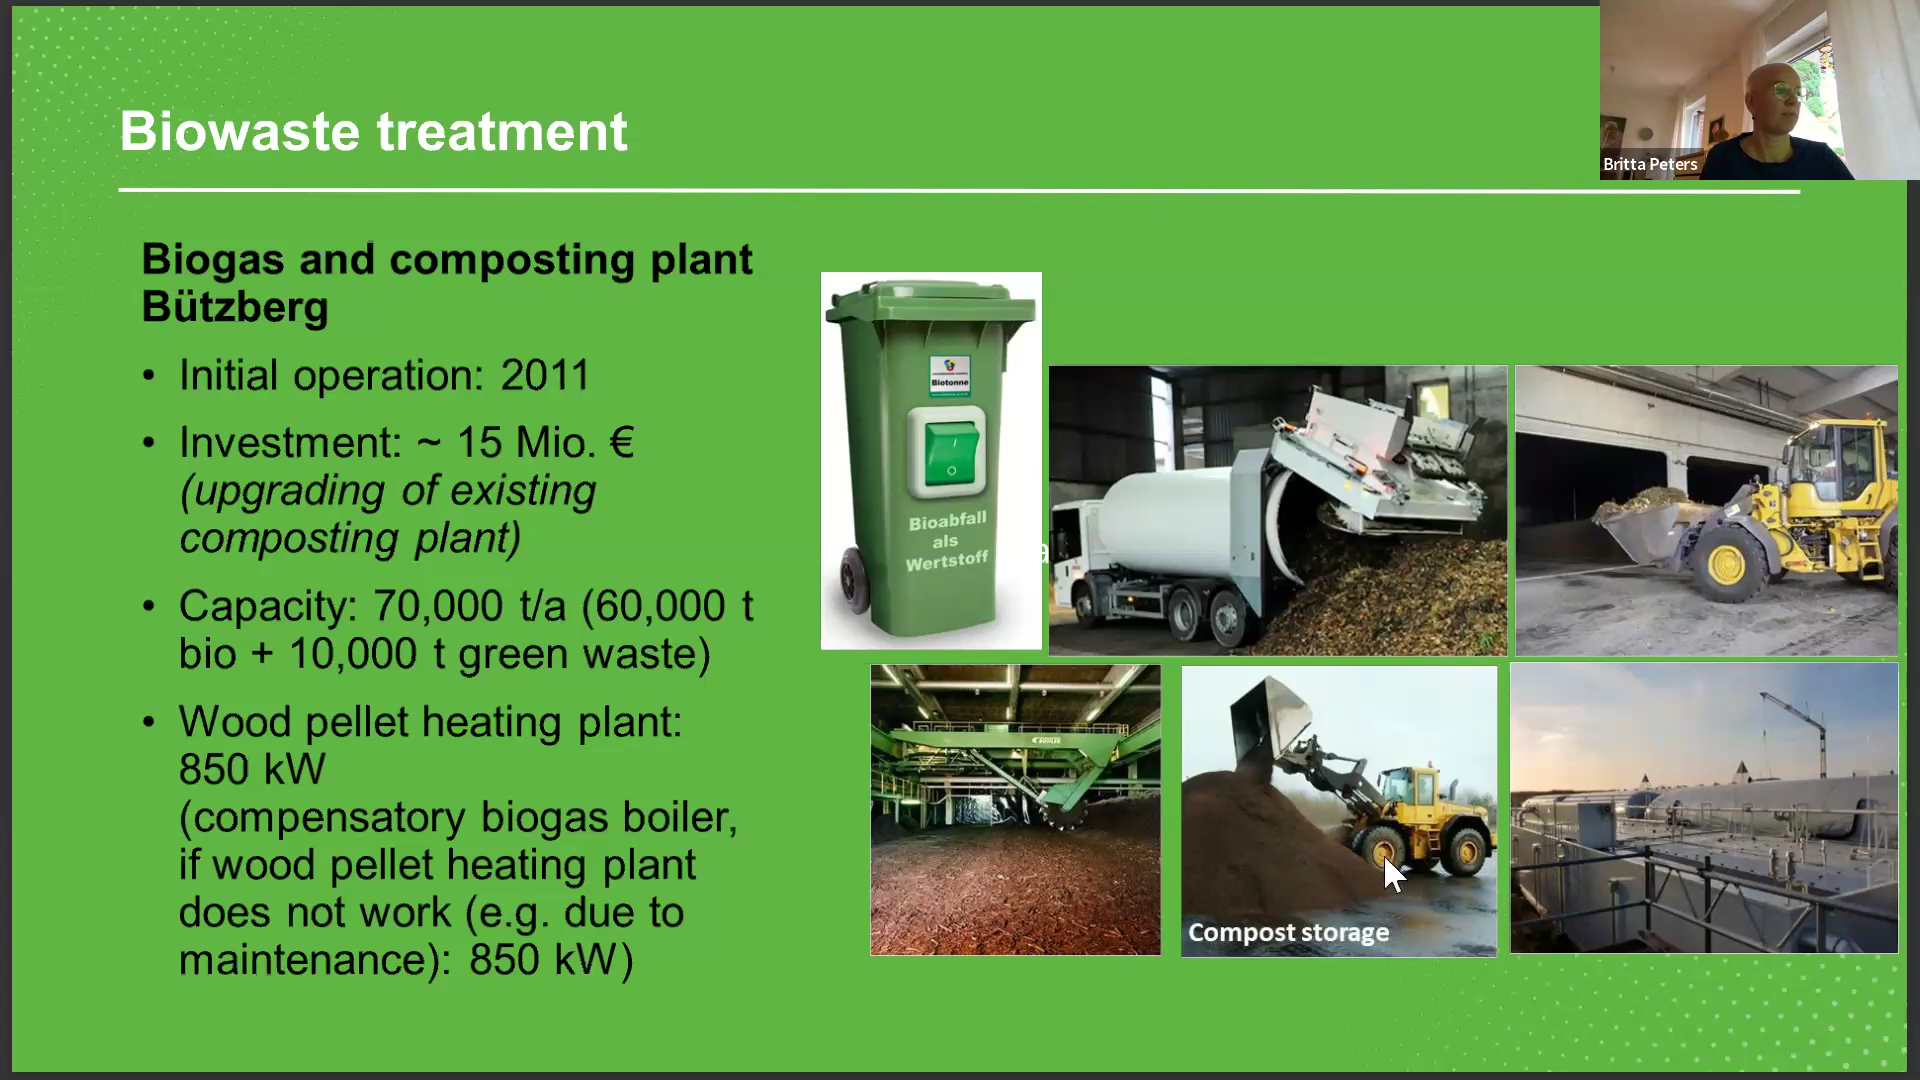 Biowaste treatment
Britta Peters
Biogas and composting plant
Bützberg
• Initial operation: 2011
• Investment: ~ 15 Mio. €
(upgrading of existing
composting plant)
• Capacity: 70,000 t/a (60,000 t
bio + 10,000 t green waste)
• Wood pellet heating plant:
850 kW
(compensatory biogas boiler,
if wood pellet heating plant
does not work (e.g. due to
maintenance): 850 kW)
Biotonne
Bioabfall
als
Wertstoff
Compost storage